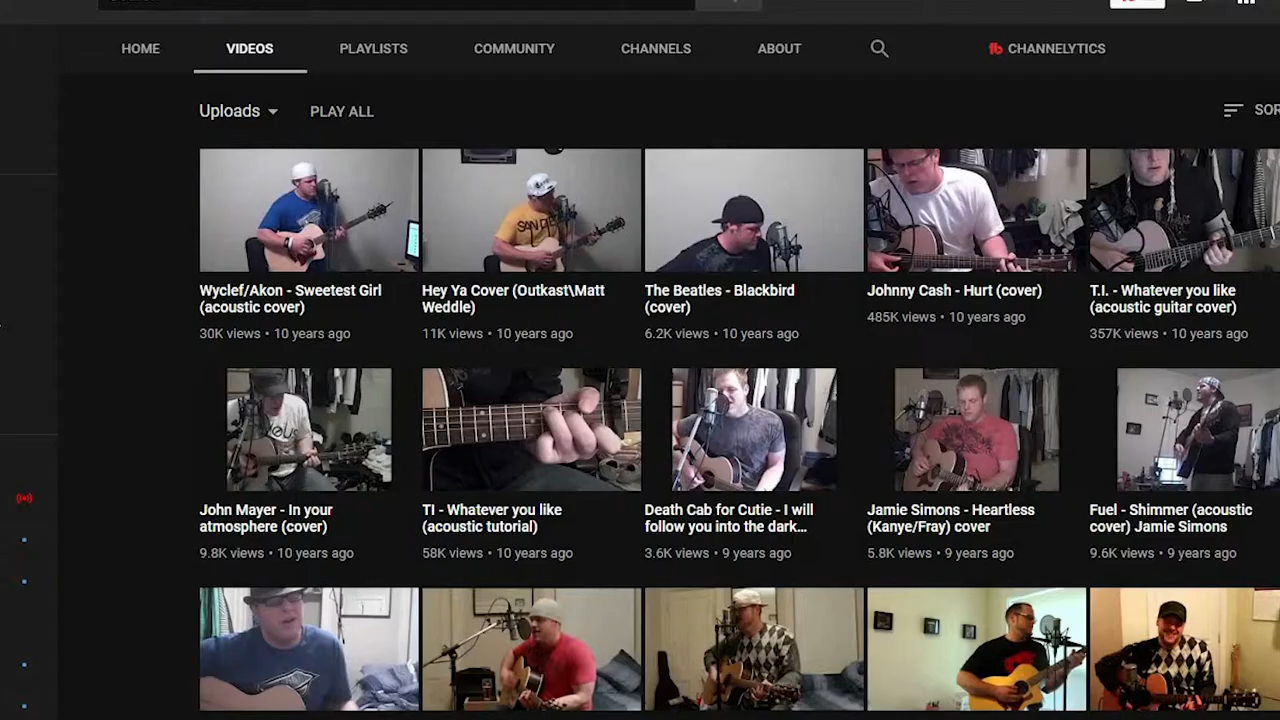 HOME VIDEOS PLAYLISTS COMMUNITY CHANNELS ABOUT CHANNELYTICS
Uploads PLAY ALL
Wyclef/Akon - Sweetest Girl
(acoustic cover)
30K views • 10 years ago
Hey Ya Cover (Outkast\Matt
Weddle)
11K views • 10 years ago
The Beatles - Blackbird
(cover)
6.2K views • 10 years ago
Johnny Cash - Hurt (cover)
485K views • 10 years ago
T.I. - Whatever you like
(acoustic guitar cover)
357K views • 10 years ago
John Mayer - In your
atmosphere (cover)
9.8K views • 10 years ago
TI - Whatever you like
(acoustic tutorial)
58K views • 10 years ago
Death Cab for Cutie - I will
follow you into the dark...
3.6K views • 9 years ago
Jamie Simons - Heartless
(Kanye/Fray) cover
5.8K views • 9 years ago
Fuel - Shimmer (acoustic
cover) Jamie Simons
9.6K views • 9 years ago